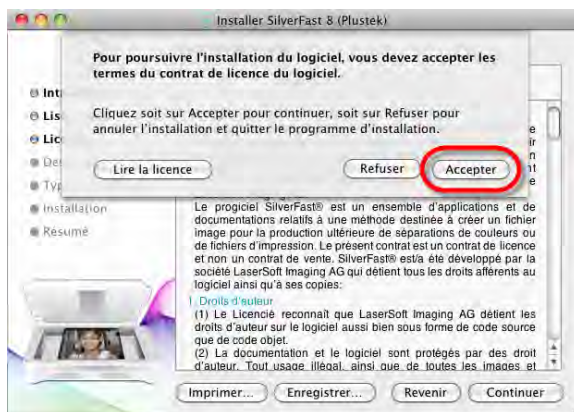 Installer SilverFast 8 (Plustek)
Pour poursuivre l'installation du logiciel, vous devez accepter les
termes du contrat de licence du logiciel.
Cliquez soit sur Accepter pour continuer, soit sur Refuser pour
annuler l'installation et quitter le programme d'installation.
Lire la licence
Refuser
Accepter
Int
Lis
Lic
Typ
Installation
Résumé
Le progiciel SilverFast® est un ensemble d'applications et de
documentations relatifs à une méthode destinée à créer un fichier
image pour la production ultérieure de séparations de couleurs ou
de fichiers d'impression. Le présent contrat est un contrat de licence
et non un contrat de vente. SilverFast® est/a été développé par la
société LaserSoft Imaging AG qui détient tous les droits afférents au
logiciel ainsi qu'à ses copies:
1. Droits d'auteur
(1) Le Licencié reconnaît que LaserSoft Imaging AG détient les
droits d'auteur sur le logiciel aussi bien sous forme de code source
que de code objet.
(2) La documentation et le logiciel sont protégés par des droit
d'auteur. Tout usage illégal, ainsi que de toutes les images et
Imprimer...
Enregistrer...
Revenir
Continuer